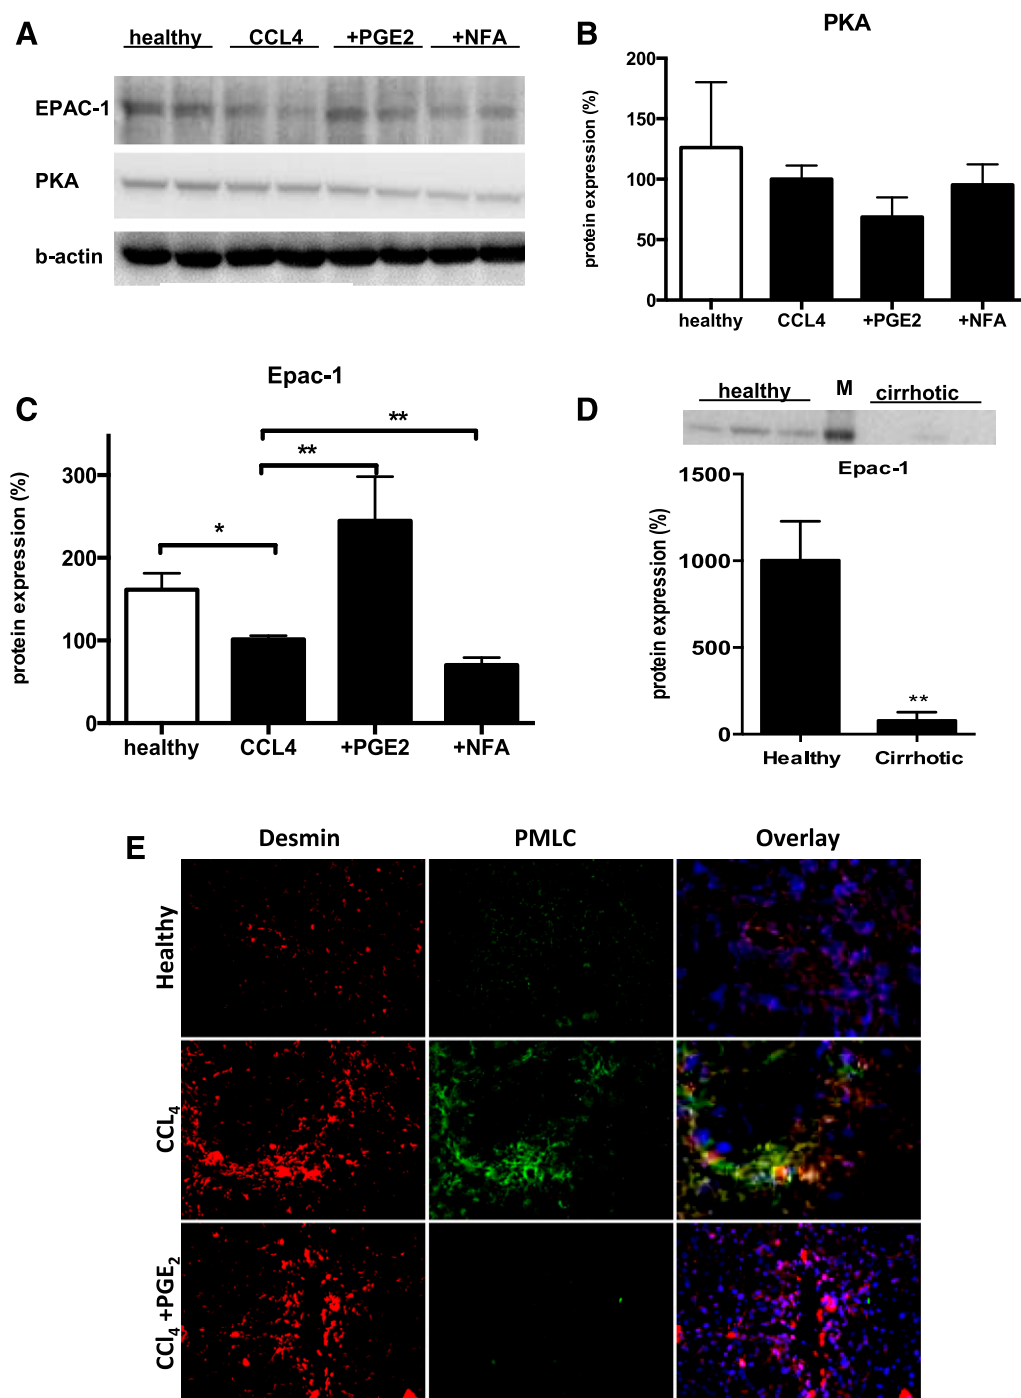 A
healthy CCL4 +PGE2 +NFA
EPAC-1
PKA
b-actin
B
PKA
protein expression (%)
200
150
100
50
0
healthy CCL4 +PGE2 +NFA
C
Epac-1
protein expression (%)
300
200
100
0
*
**
**
healthy CCL4 +PGE2 +NFA
D
healthy M cirrhotic
Epac-1
protein expression (%)
1500
1000
500
0
**
Healthy Cirrhotic
E
Desmin PMLC Overlay
Healthy
CCL₄
CCl₄ +PGE₂